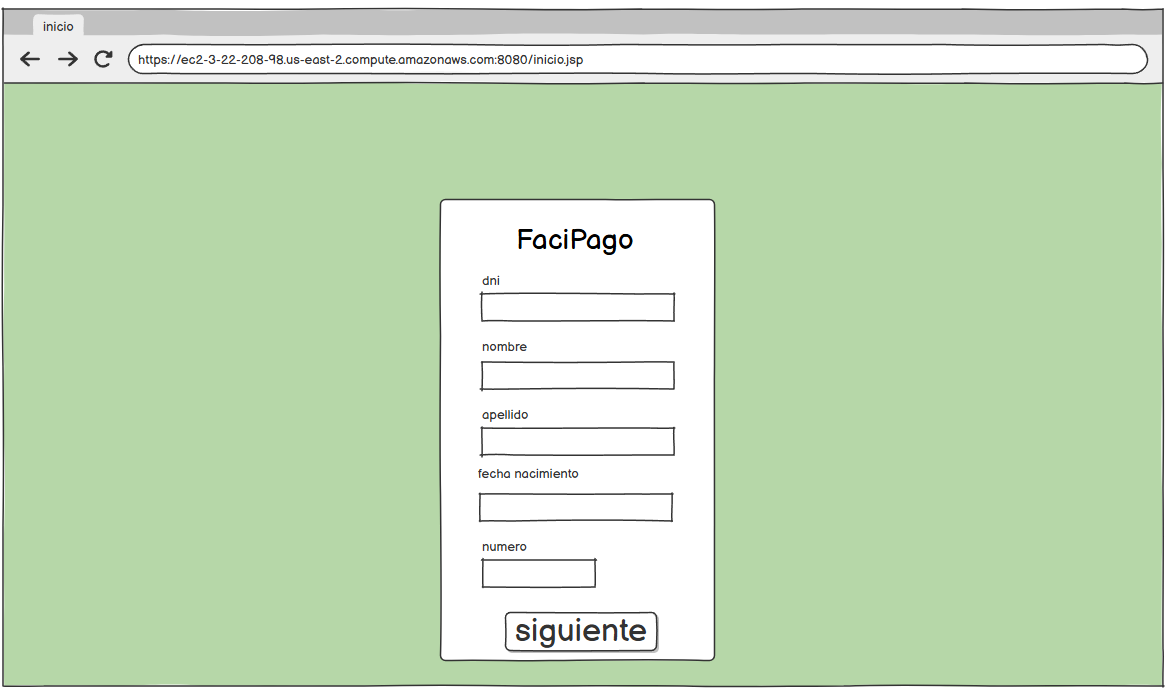 inicio
https://ec2-3-22-208-98.us-east-2.compute.amazonaws.com:8080/inicio.jsp
FaciPago
dni
nombre
apellido
fecha nacimiento
numero
siguiente